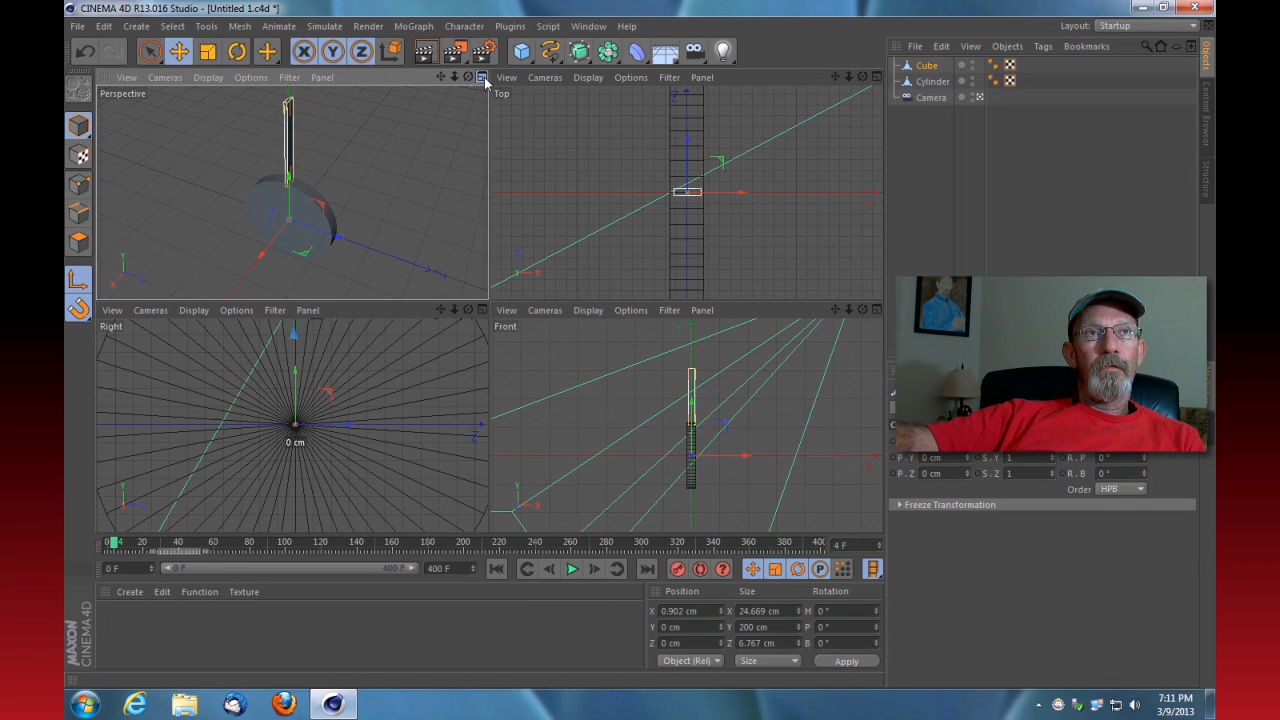 CINEMA 4D R13.016 Studio - [Untitled 1.c4d *]
File Edit Create Select Tools Animate Simulate Render MoGraph Character Plugins Script Window Help
Layout: Startup
View Cameras Display Options Filter Panel
View Cameras Display Options Filter Panel
File Edit View Objects Tags Bookmarks
Perspective
Top
Cube
Cylinder
Camera
Objects
Content Browser
Structure
X Y Z
Y
X
Z
X
View Cameras Display Options Filter Panel
View Cameras Display Options Filter Panel
Right
Front
0 cm
Z
Y
Y
X
P . Y 0 cm S . Y 1 R . P 0 °
P . Z 0 cm S . Z 1 R . B 0 °
Order HPB
Freeze Transformation
0 4 20 40 60 80 100 120 140 160 180 200 220 240 260 280 300 320 340 360 380 400
4 F
0 F 0 F 400 F 400 F
Create Edit Function Texture
Position Size Rotation
X 0.902 cm X 24.669 cm H 0 °
Y 0 cm Y 200 cm P 0 °
Z 0 cm Z 6.767 cm B 0 °
Object (Rel) Size Apply
MAXON
CINEMA 4D
7:11 PM
3/9/2013